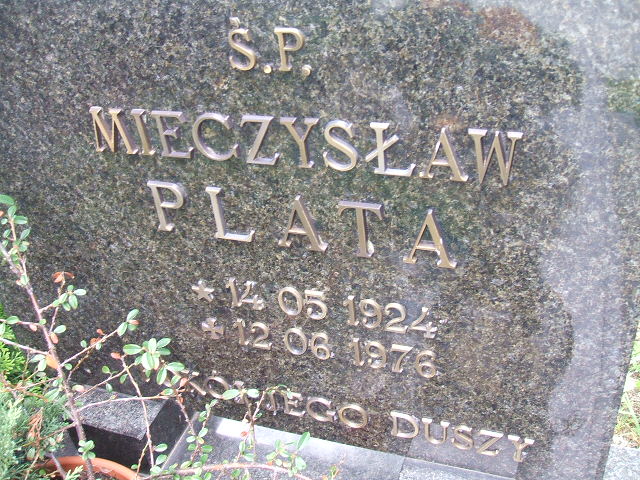 Ś.P.
MIECZYSŁAW
PLATA
* 14 05 1924
+ 12 06 1976
DUSZY